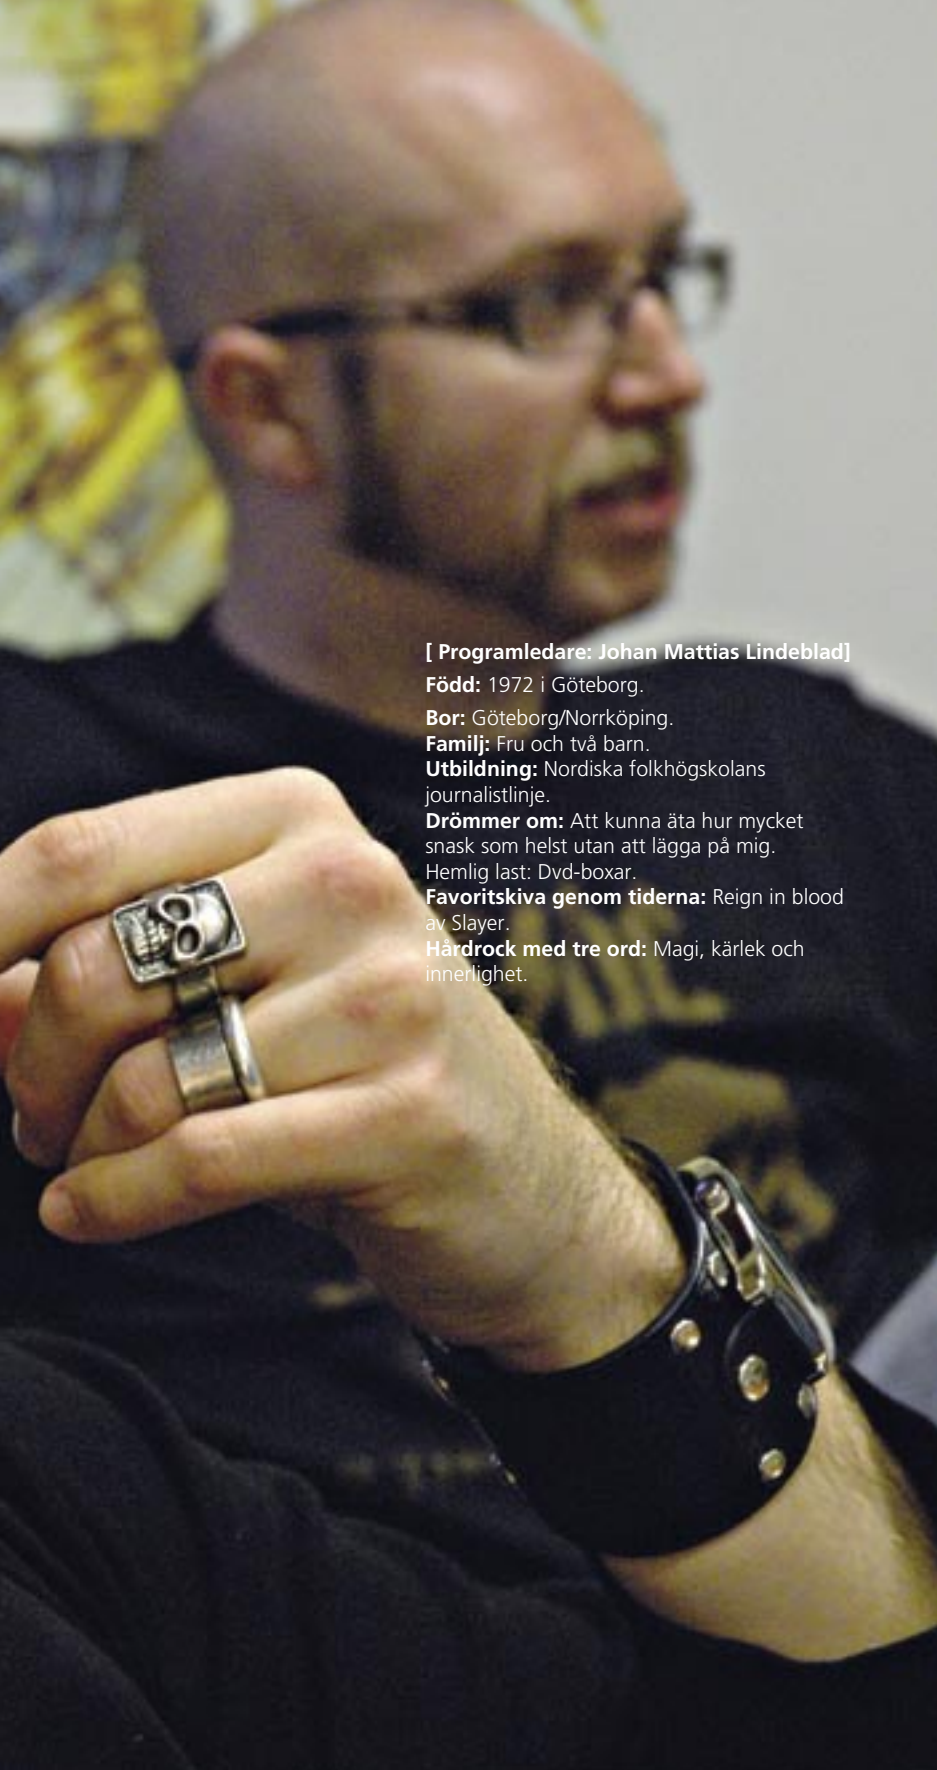 [ Programledare: Johan Mattias Lindeblad]
Född: 1972 i Göteborg.
Bor: Göteborg/Norrköping.
Familj: Fru och två barn.
Utbildning: Nordiska folkhögskolans
journalistlinje.
Drömmer om: Att kunna äta hur mycket
snask som helst utan att lägga på mig.
Hemlig last: Dvd-boxar.
Favoritskiva genom tiderna: Reign in blood
av Slayer.
Hårdrock med tre ord: Magi, kärlek och
innerlighet.